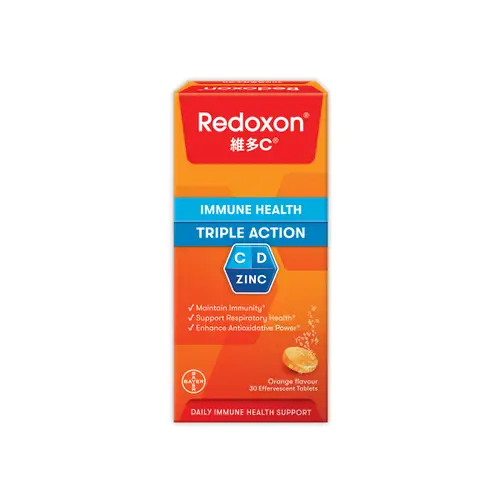 Redoxon®
維多C®
IMMUNE HEALTH
TRIPLE ACTION
C D
ZINC
✓ Maintain Immunity*
✓ Support Respiratory Health*
✓ Enhance Antioxidative Power*
Orange flavour
30 Effervescent Tablets
BAYER
BAYER
DAILY IMMUNE HEALTH SUPPORT